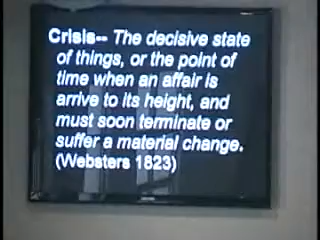 Crisis-- The decisive state
of things, or the point of
time when an affair is
arrive to its height, and
must soon terminate or
suffer a material change.
(Websters 1823)